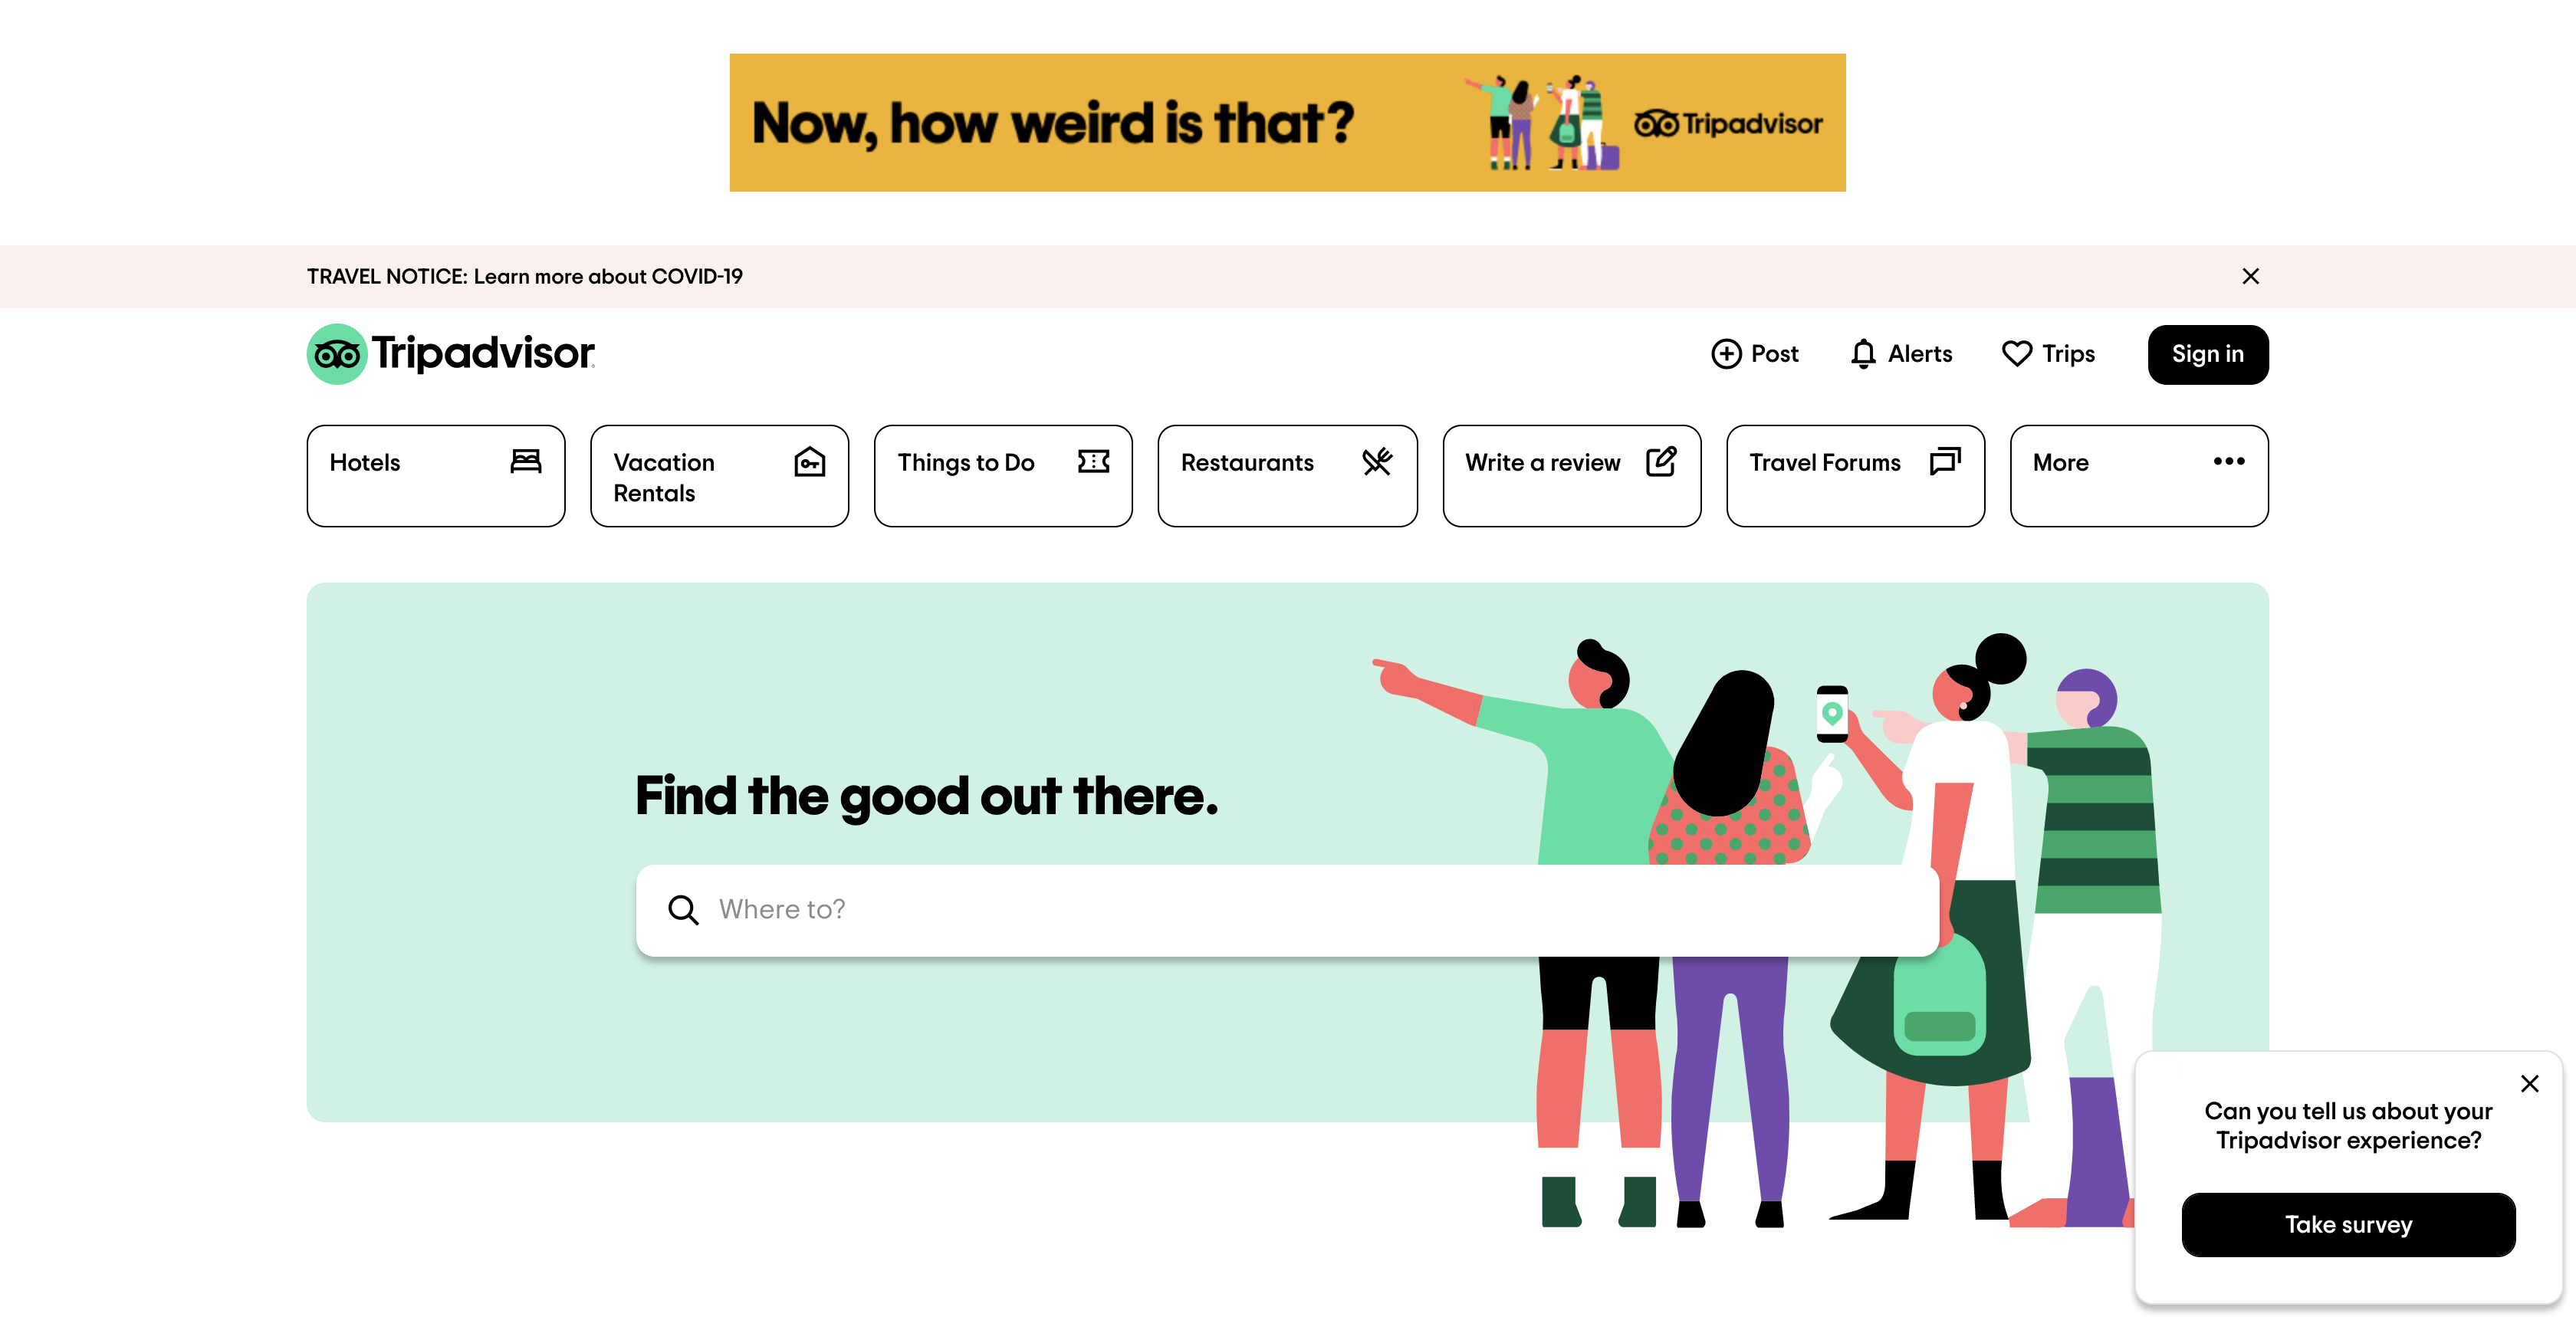 Now, how weird is that?
Tripadvisor
TRAVEL NOTICE: Learn more about COVID-19
Tripadvisor
Post
Alerts
Trips
Sign in
Hotels
Vacation
Rentals
Things to Do
Restaurants
Write a review
Travel Forums
More
Find the good out there.
Where to?
Can you tell us about your
Tripadvisor experience?
Take survey